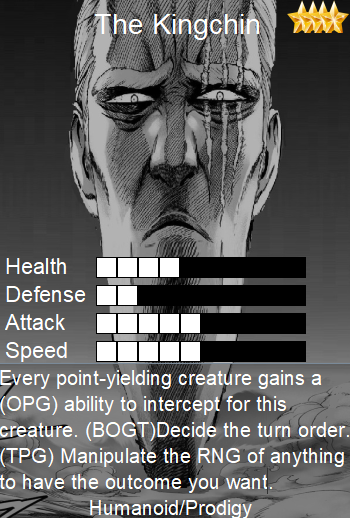 The Kingchin
Health
Defense
Attack
Speed
Every point-yielding creature gains a
(OPG) ability to intercept for this
creature. (BOGT)Decide the turn order.
(TPG) Manipulate the RNG of anything
to have the outcome you want.
Humanoid/Prodigy